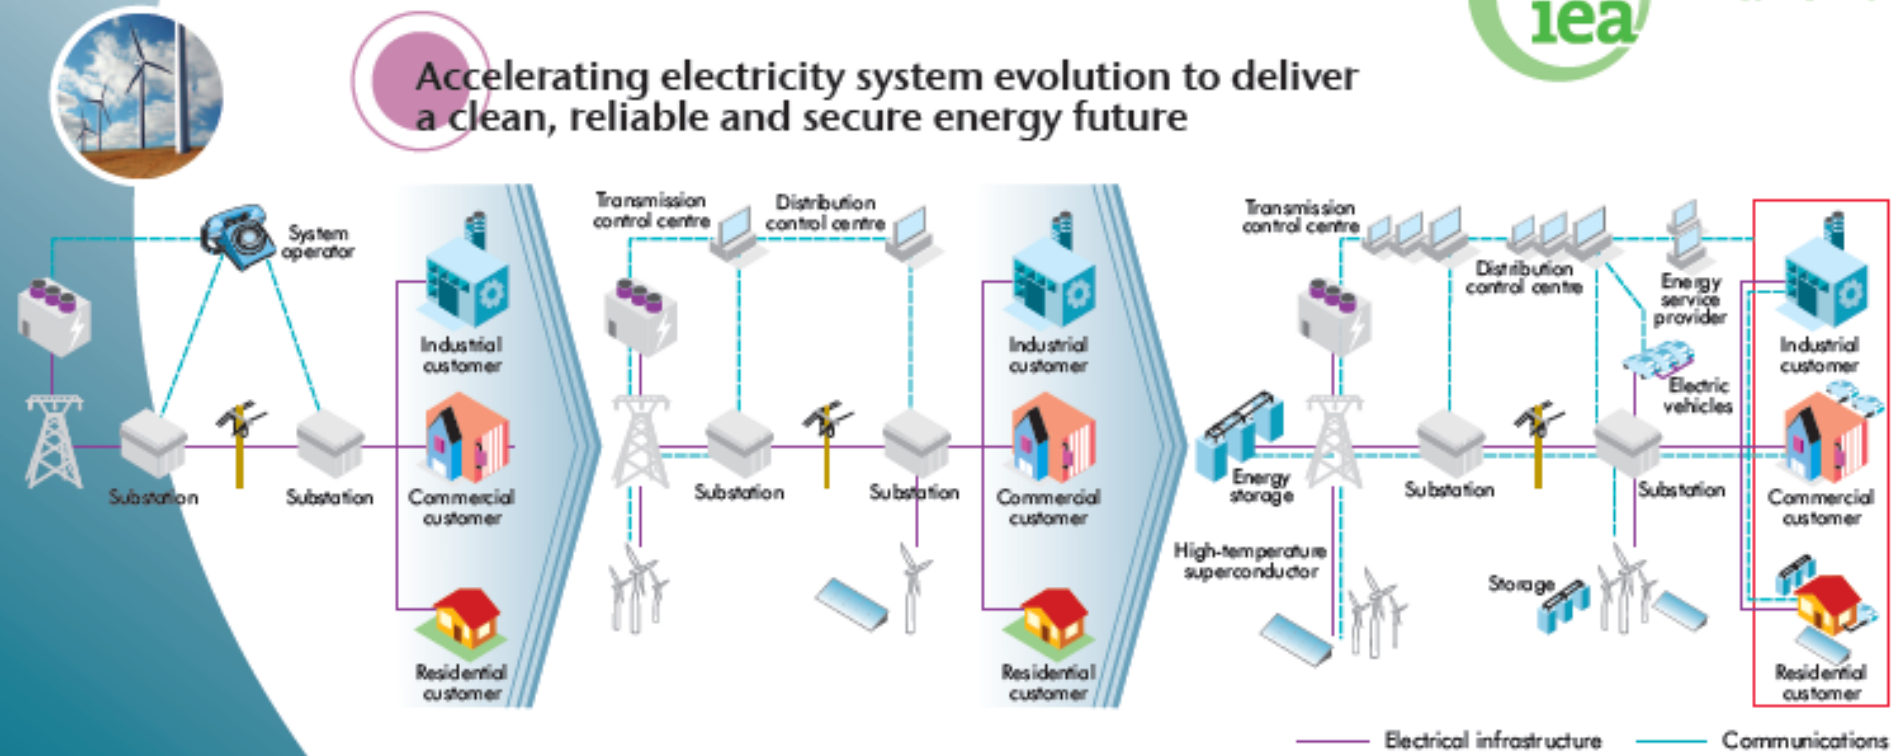 iea
Accelerating electricity system evolution to deliver
a clean, reliable and secure energy future
System
operator
Substation
Substation
Industrial
customer
Commercial
customer
Residential
customer
Transmission
control centre
Distribution
control centre
Substation
Substation
Industrial
customer
Commercial
customer
Residential
customer
Transmission
control centre
Distribution
control centre
Energy
service
provider
Electric
vehicles
Energy
storage
Substation
Substation
High-temperature
superconductor
Storage
Industrial
customer
Commercial
customer
Residential
customer
Electrical infrastructure
Communications